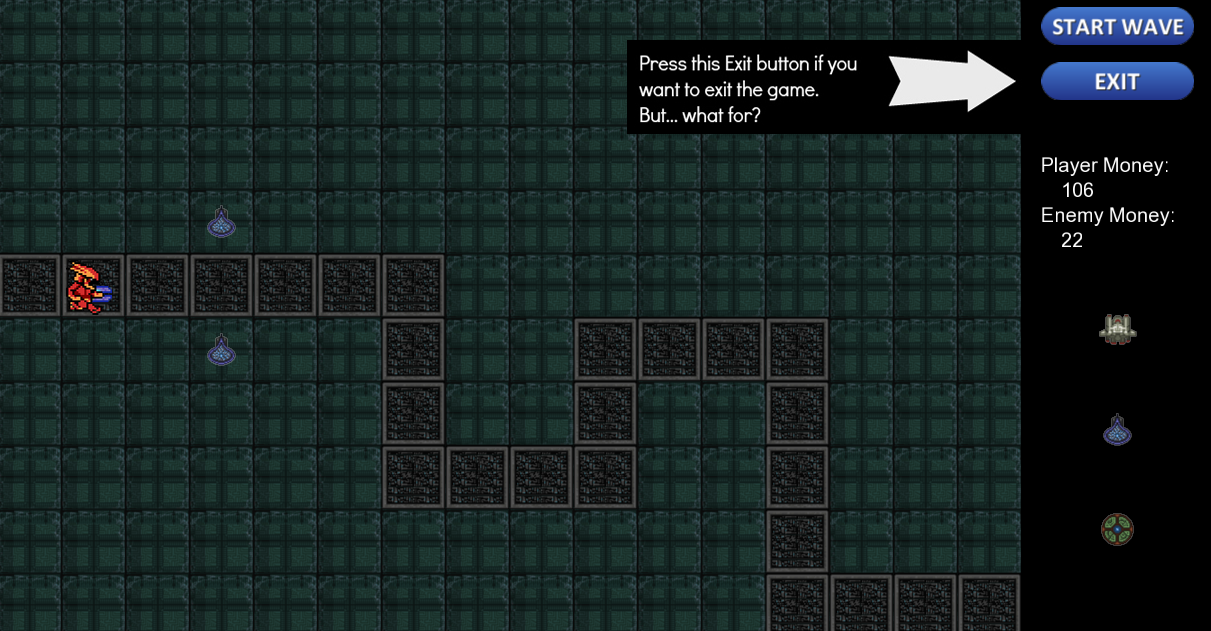 START WAVE
Press this Exit button if you
want to exit the game.
But... what for?
EXIT
Player Money:
106
Enemy Money:
22